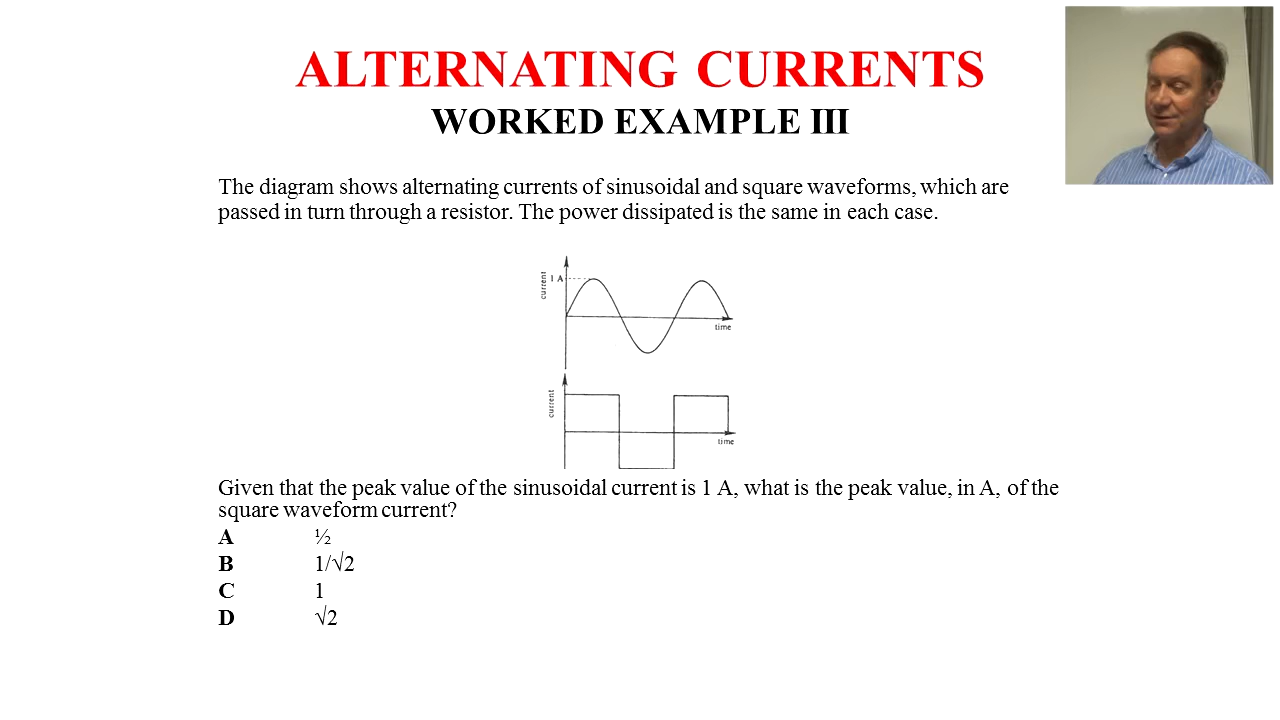 ALTERNATING CURRENTS
WORKED EXAMPLE III
The diagram shows alternating currents of sinusoidal and square waveforms, which are
passed in turn through a resistor. The power dissipated is the same in each case.
current
1 A
time
current
time
Given that the peak value of the sinusoidal current is 1 A, what is the peak value, in A, of the
square waveform current?
A ½
B 1/√2
C 1
D √2